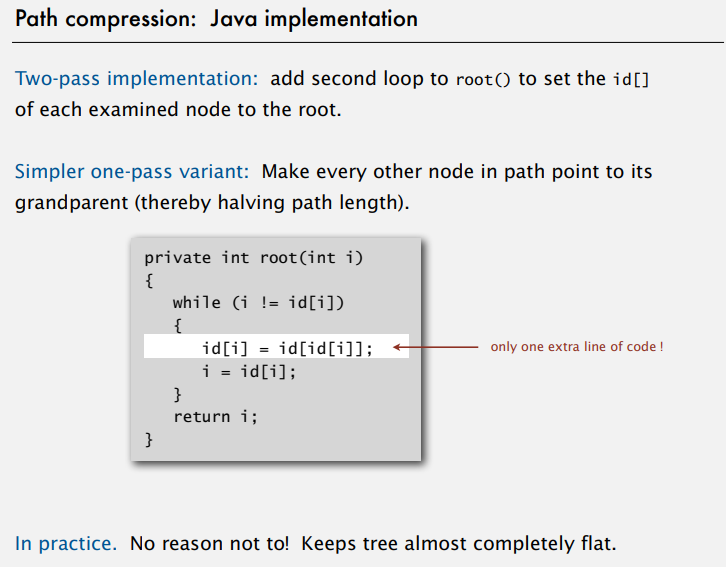 Path compression: Java implementation
Two-pass implementation: add second loop to root() to set the id[]
of each examined node to the root.
Simpler one-pass variant: Make every other node in path point to its
grandparent (thereby halving path length).
private int root(int i)
{
while (i != id[i])
{
id[i] = id[id[i]];
only one extra line of code !
i = id[i];
}
return i;
}
In practice. No reason not to! Keeps tree almost completely flat.